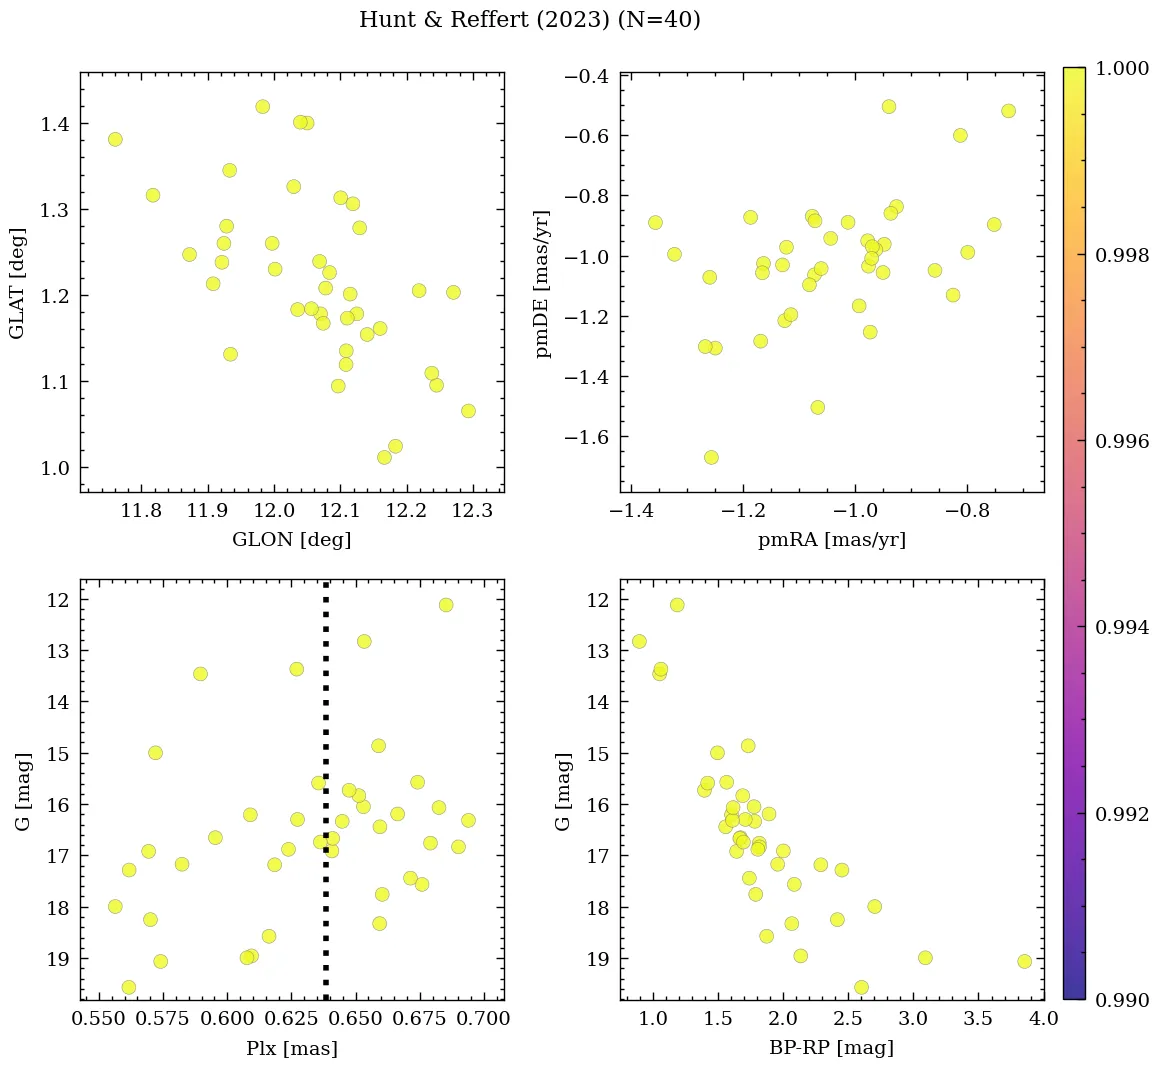 Hunt & Reffert (2023) (N=40)
1.4
1.3
1.2
1.1
1.0
GLAT [deg]
11.8 11.9 12.0 12.1 12.2 12.3
GLON [deg]
−0.4
−0.6
−0.8
−1.0
−1.2
−1.4
−1.6
pmDE [mas/yr]
−1.4 −1.2 −1.0 −0.8
pmRA [mas/yr]
12
13
14
15
16
17
18
19
G [mag]
0.550 0.575 0.600 0.625 0.650 0.675 0.700
Plx [mas]
12
13
14
15
16
17
18
19
G [mag]
1.0 1.5 2.0 2.5 3.0 3.5 4.0
BP-RP [mag]
1.000
0.998
0.996
0.994
0.992
0.990